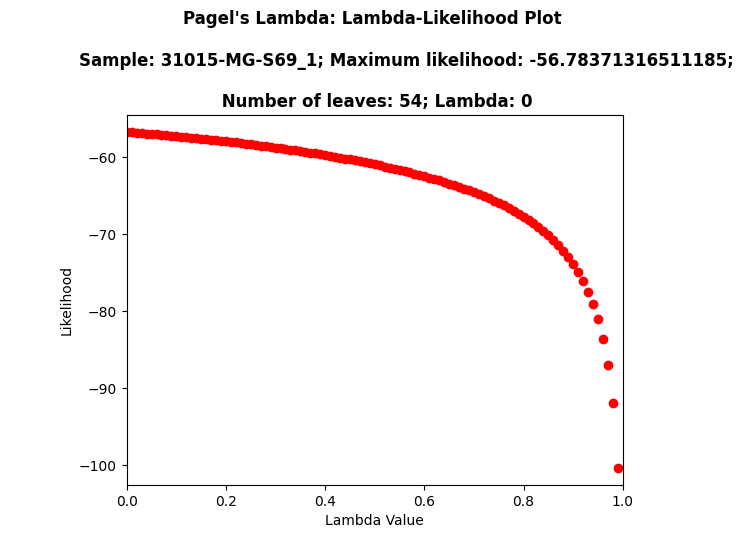 Pagel's Lambda: Lambda-Likelihood Plot
Sample: 31015-MG-S69_1; Maximum likelihood: -56.78371316511185;
Number of leaves: 54; Lambda: 0
−60
−70
−80
−90
−100
Likelihood
0.0 0.2 0.4 0.6 0.8 1.0
Lambda Value